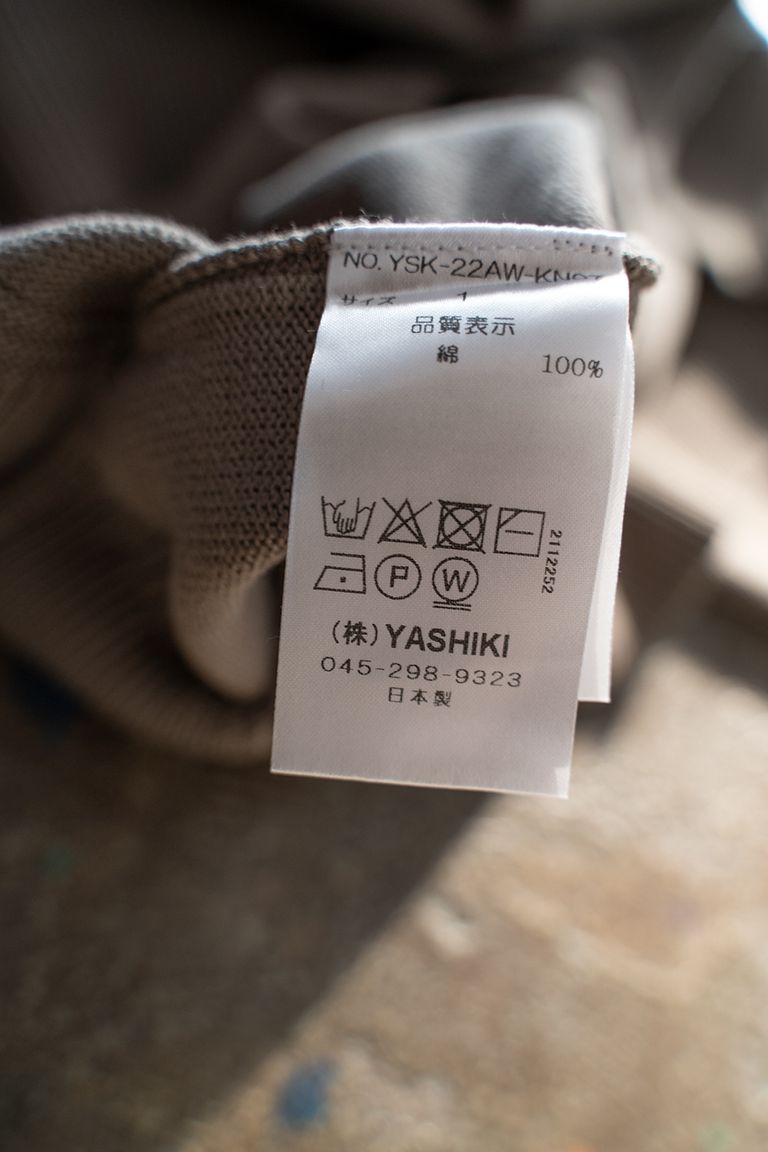 NO. YSK-22AW-KN
サイズ 1
品質表示
綿 100%
2112252
P W
(株) YASHIKI
045-298-9323
日本製